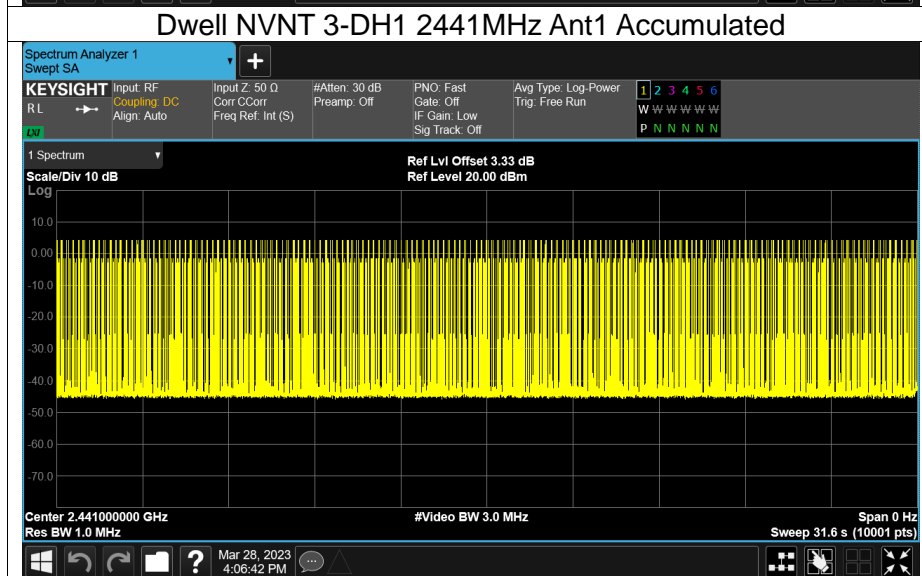 Dwell NVNT 3-DH1 2441MHz Ant1 Accumulated
Spectrum Analyzer 1
Swept SA
+
KEYSIGHT Input: RF Input Z: 50 Ω #Atten: 30 dB PNO: Fast Avg Type: Log-Power 1 2 3 4 5 6
R L Coupling: DC Corr CCorr Preamp: Off Gate: Off Trig: Free Run W W W W W W
Align: Auto Freq Ref: Int (S) IF Gain: Low
LXI Sig Track: Off P N N N N N
1 Spectrum Ref Lvl Offset 3.33 dB
Scale/Div 10 dB Ref Level 20.00 dBm
Log
10.0
0.00
-10.0
-20.0
-30.0
-40.0
-50.0
-60.0
-70.0
Center 2.441000000 GHz #Video BW 3.0 MHz Span 0 Hz
Res BW 1.0 MHz Sweep 31.6 s (10001 pts)
? Mar 28, 2023
4:06:42 PM